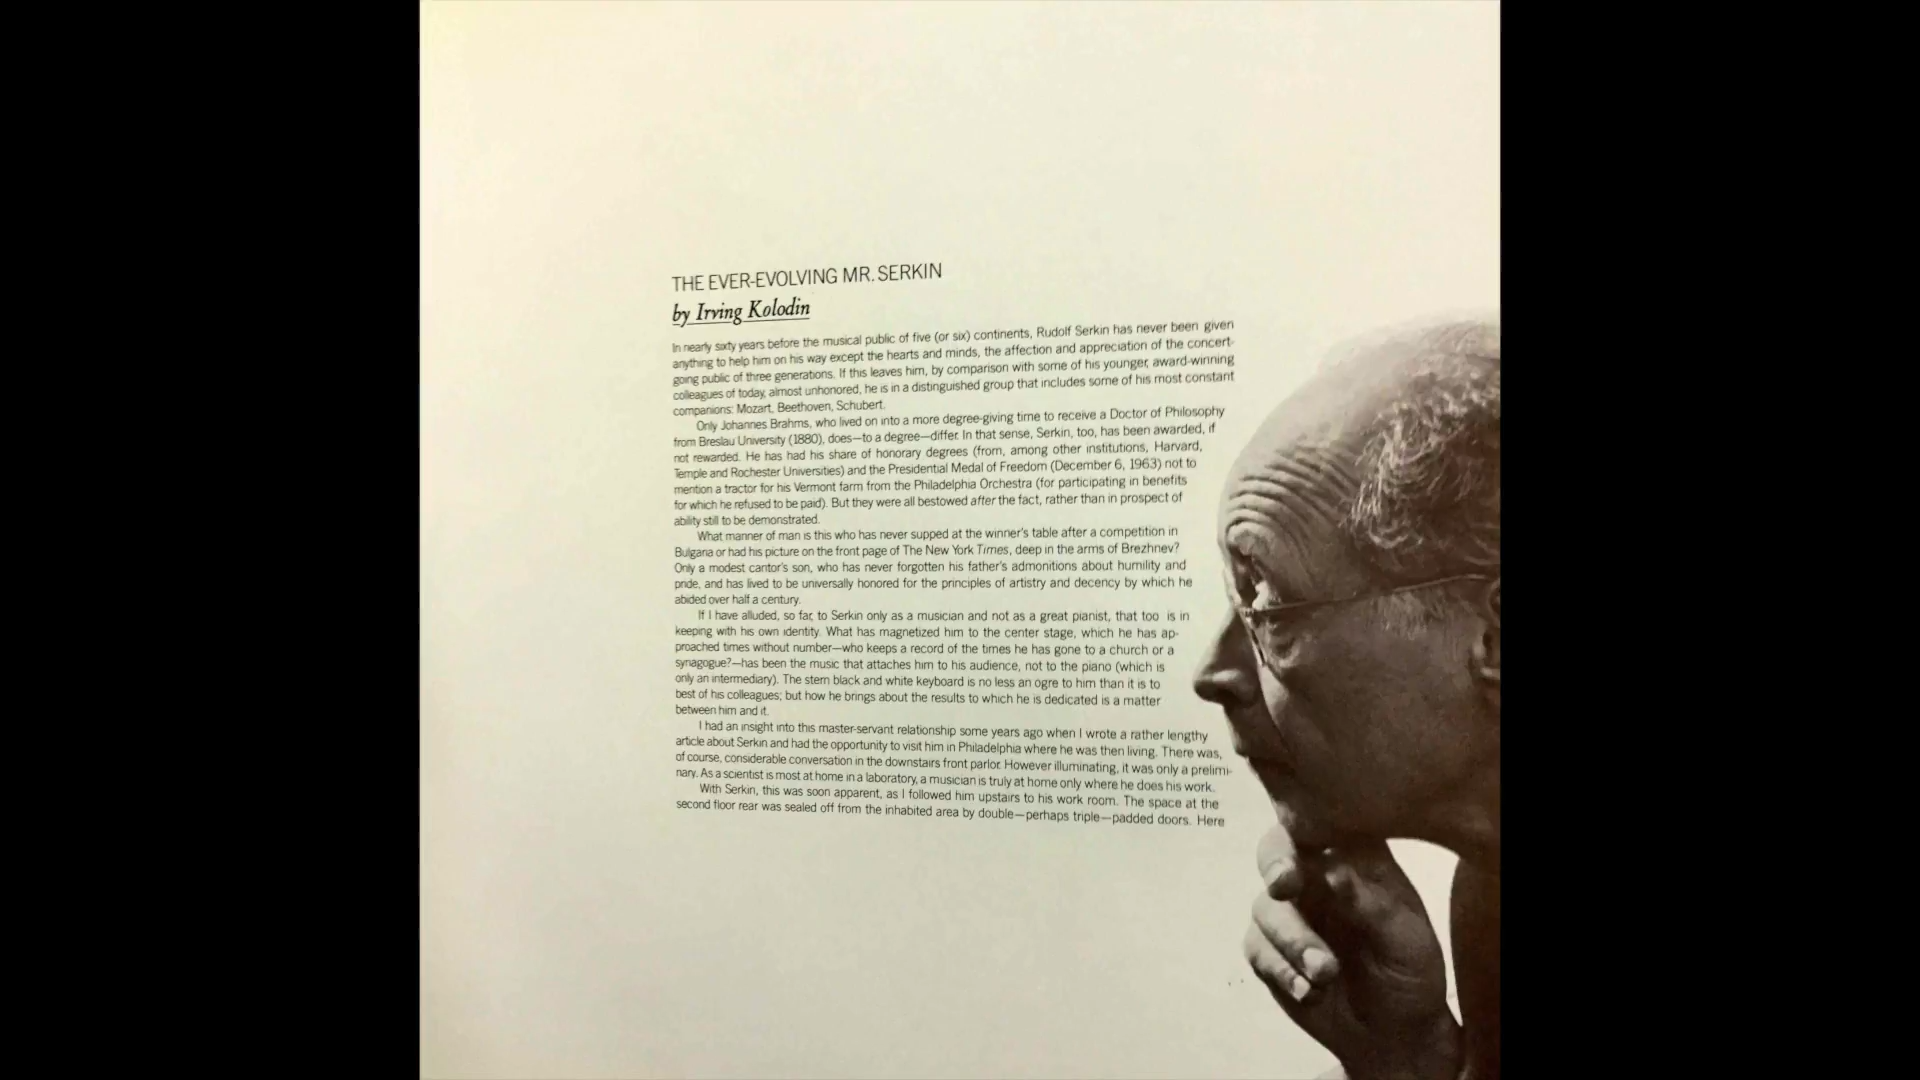 THE EVER-EVOLVING MR. SERKIN
by Irving Kolodin
In nearly sixty years before the musical public of five (or six) continents, Rudolf Serkin has never been given
anything to help him on his way except the hearts and minds, the affection and appreciation of the concert-
going public of three generations. If this leaves him, by comparison with some of his younger, award-winning
colleagues of today, almost unhonored, he is in a distinguished group that includes some of his most constant
companions: Mozart, Beethoven, Schubert.
Only Johannes Brahms, who lived on into a more degree-giving time to receive a Doctor of Philosophy
from Breslau University (1880), does—to a degree—differ. In that sense, Serkin, too, has been awarded, if
not rewarded. He has had his share of honorary degrees (from, among other institutions, Harvard,
Temple and Rochester Universities) and the Presidential Medal of Freedom (December 6, 1963) not to
mention a tractor for his Vermont farm from the Philadelphia Orchestra (for participating in benefits
for which he refused to be paid). But they were all bestowed after the fact, rather than in prospect of
ability still to be demonstrated.
What manner of man is this who has never supped at the winner's table after a competition in
Bulgaria or had his picture on the front page of The New York Times, deep in the arms of Brezhnev?
Only a modest cantor's son, who has never forgotten his father's admonitions about humility and
pride, and has lived to be universally honored for the principles of artistry and decency by which he
abided over half a century.
If I have alluded, so far, to Serkin only as a musician and not as a great pianist, that too is in
keeping with his own identity. What has magnetized him to the center stage, which he has ap-
proached times without number—who keeps a record of the times he has gone to a church or a
synagogue?—has been the music that attaches him to his audience, not to the piano (which is
only an intermediary). The stern black and white keyboard is no less an ogre to him than it is to
best of his colleagues; but how he brings about the results to which he is dedicated is a matter
between him and it.
I had an insight into this master-servant relationship some years ago when I wrote a rather lengthy
article about Serkin and had the opportunity to visit him in Philadelphia where he was then living. There was,
of course, considerable conversation in the downstairs front parlor. However illuminating, it was only a prelimi-
nary. As a scientist is most at home in a laboratory, a musician is truly at home only where he does his work.
With Serkin, this was soon apparent, as I followed him upstairs to his work room. The space at the
second floor rear was sealed off from the inhabited area by double—perhaps triple—padded doors. Here